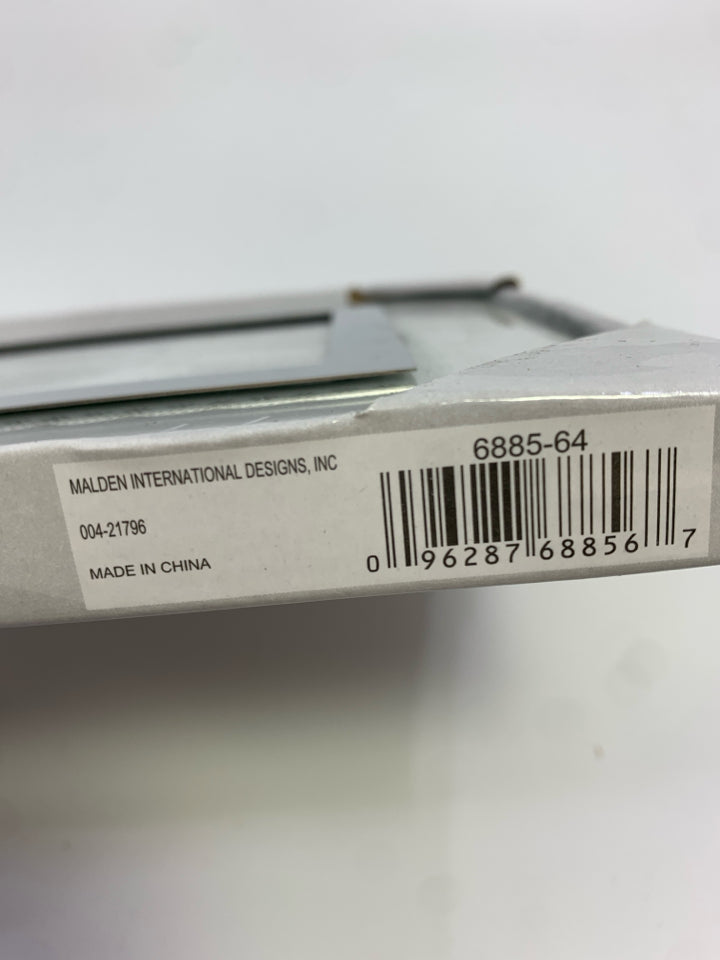 MALDEN INTERNATIONAL DESIGNS, INC
004-21796
MADE IN CHINA
6885-64
0 96287 68856 7